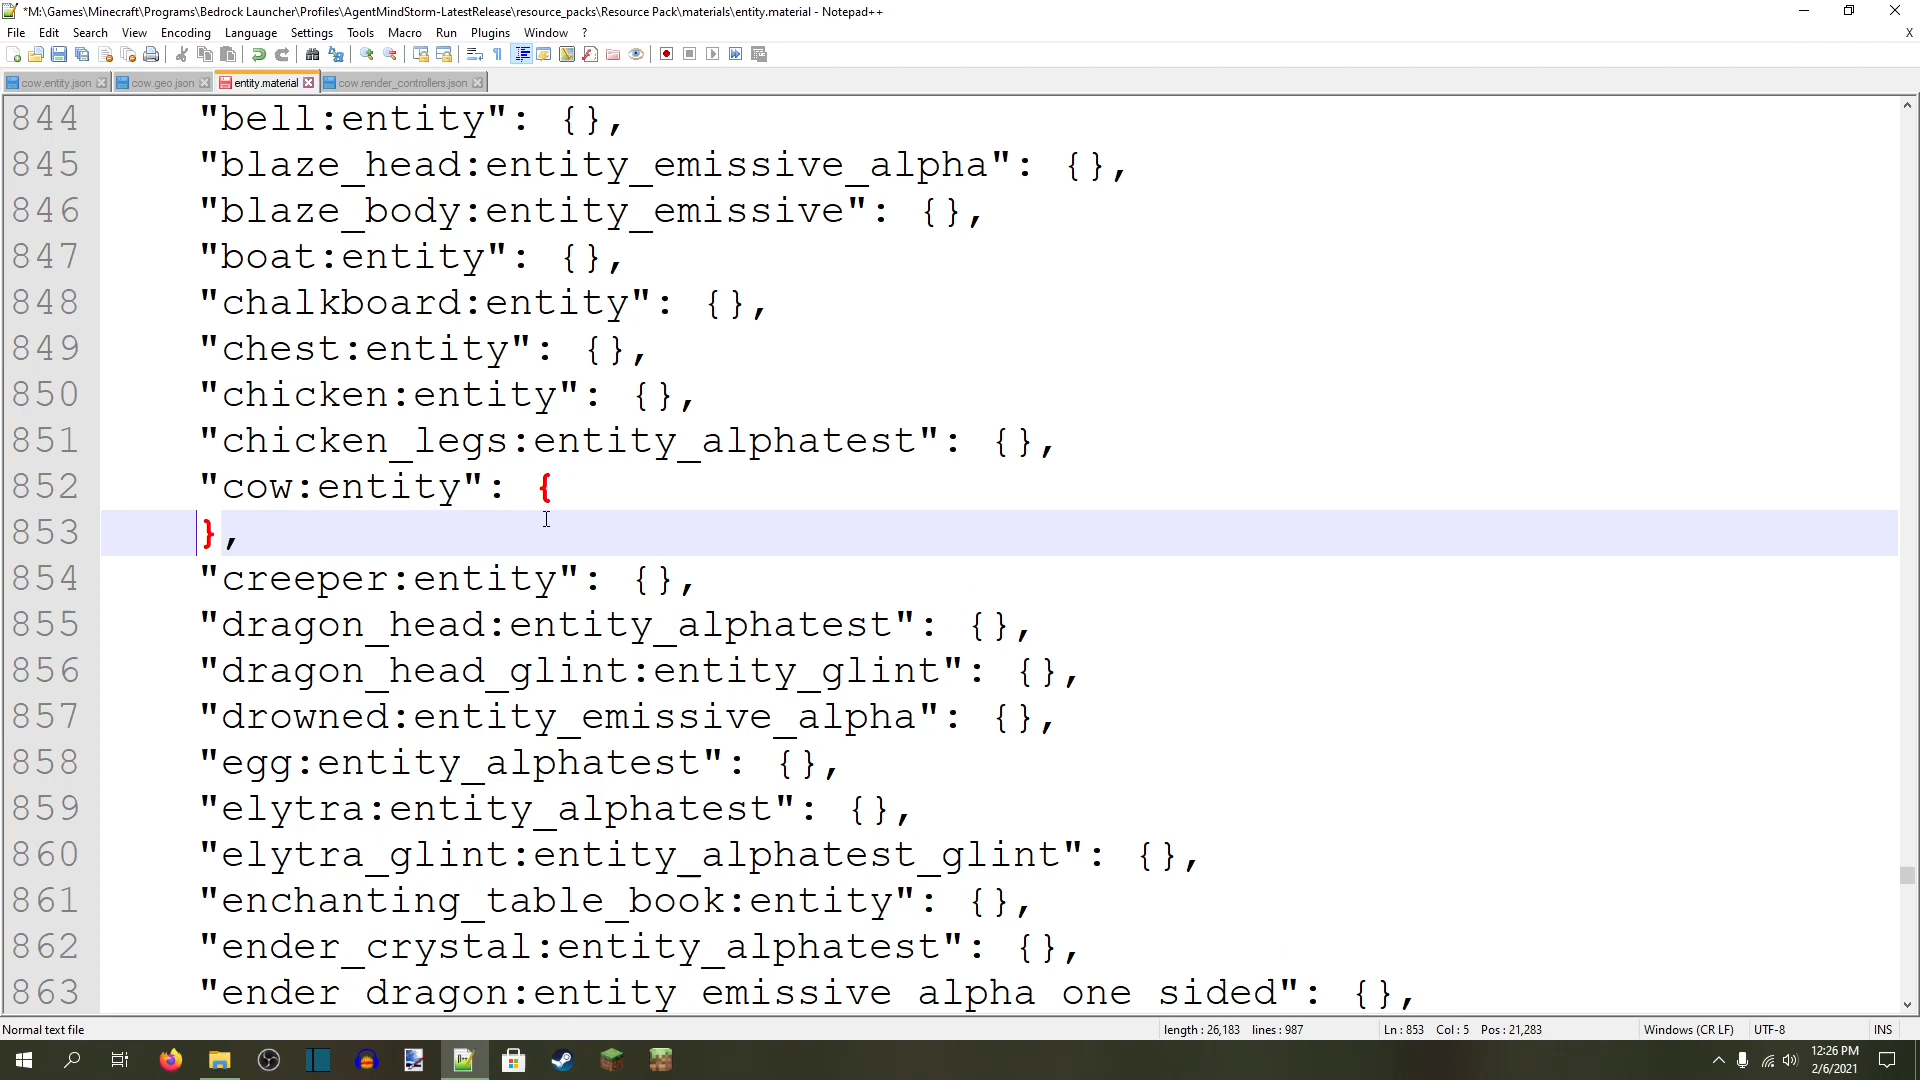 *M:\Games\Minecraft\Programs\Bedrock Launcher\Profiles\AgentMindStorm-LatestRelease\resource_packs\Resource Pack\materials\entity.material - Notepad++
File Edit Search View Encoding Language Settings Tools Macro Run Plugins Window ? X
cow.entity.json cow.geo.json entity.material cow.render_controllers.json
844 "bell:entity": {},
845 "blaze_head:entity_emissive_alpha": {},
846 "blaze_body:entity_emissive": {},
847 "boat:entity": {},
848 "chalkboard:entity": {},
849 "chest:entity": {},
850 "chicken:entity": {},
851 "chicken_legs:entity_alphatest": {},
852 "cow:entity": {
853 },
854 "creeper:entity": {},
855 "dragon_head:entity_alphatest": {},
856 "dragon_head_glint:entity_glint": {},
857 "drowned:entity_emissive_alpha": {},
858 "egg:entity_alphatest": {},
859 "elytra:entity_alphatest": {},
860 "elytra_glint:entity_alphatest_glint": {},
861 "enchanting_table_book:entity": {},
862 "ender_crystal:entity_alphatest": {},
863 "ender_dragon:entity_emissive_alpha_one_sided": {},
Normal text file length : 26,183 lines : 987 Ln : 853 Col : 5 Pos : 21,283 Windows (CR LF) UTF-8 INS
12:26 PM
2/6/2021